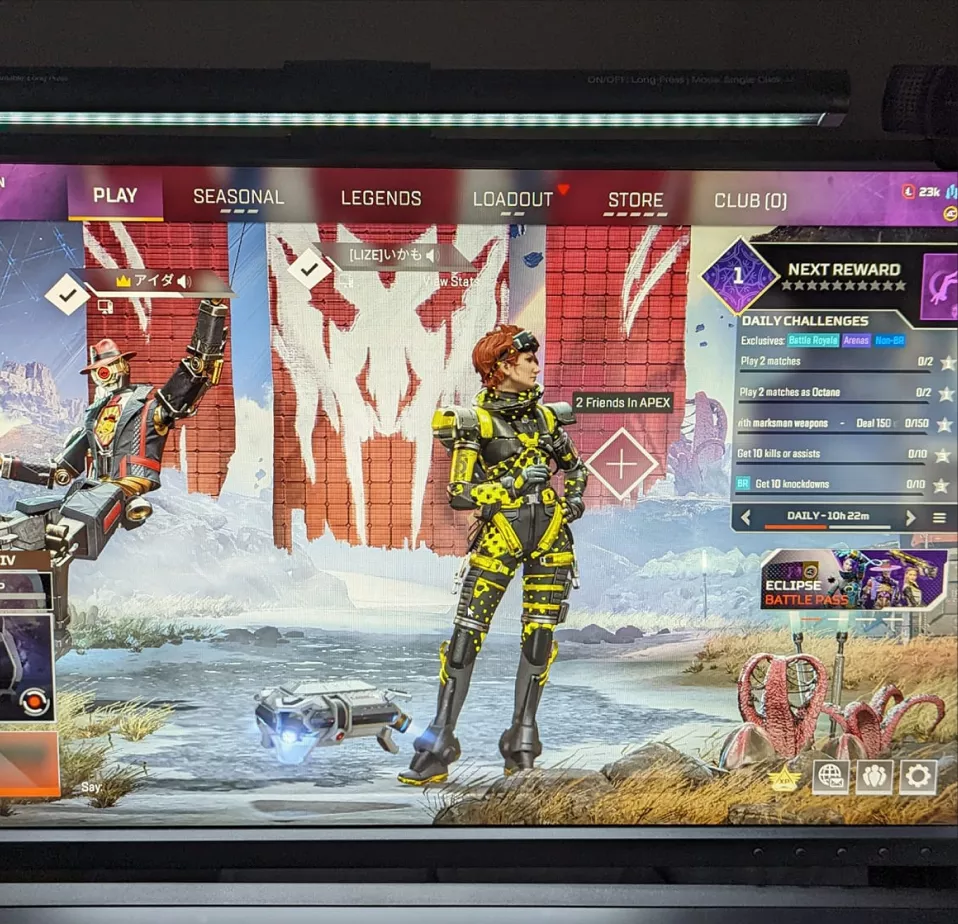 ON/OFF: Long-Press | Mode: Single Click
N
PLAY
SEASONAL
LEGENDS
LOADOUT
STORE
CLUB (0)
23k
アイダ
[LIZE]いかも
View Stats
1
NEXT REWARD
DAILY CHALLENGES
Exclusives: Battle Royale Arenas Non-BR
Play 2 matches 0/2
Play 2 matches as Octane 0/2
ith marksman weapons - Deal 150 0/150
Get 10 kills or assists 0/10
BR Get 10 knockdowns 0/10
DAILY-10h 22m
2 Friends In APEX
ECLIPSE
BATTLE PASS
IV
P
Say: